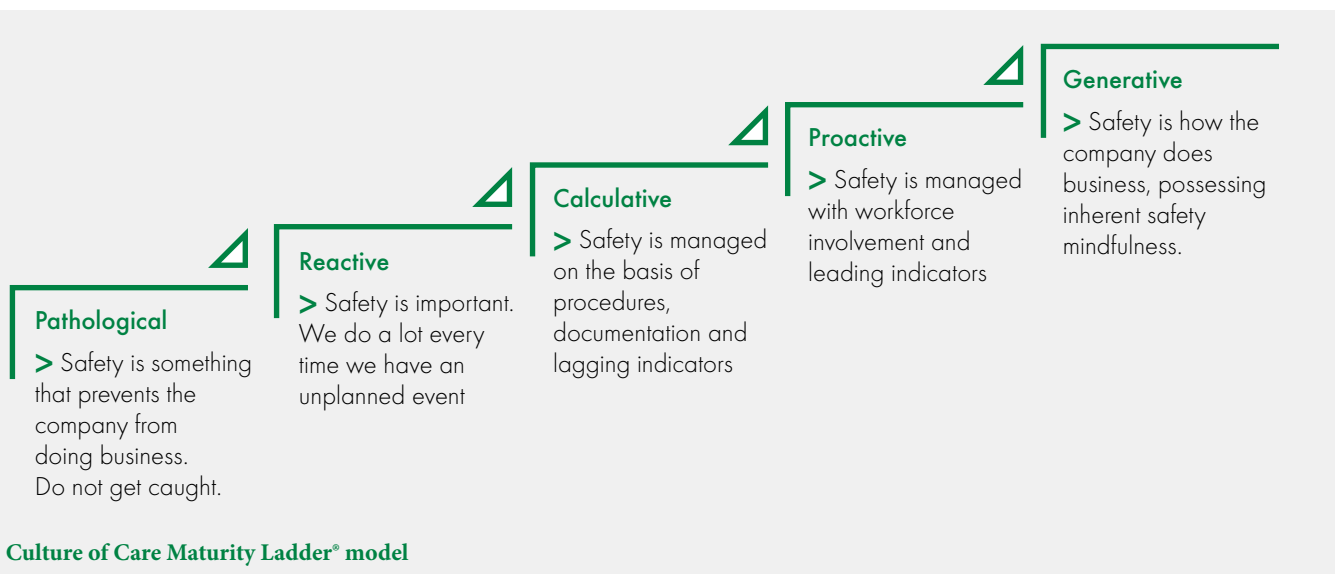 Pathological
> Safety is something
that prevents the
company from
doing business.
Do not get caught.
Reactive
> Safety is important.
We do a lot every
time we have an
unplanned event
Calculative
> Safety is managed
on the basis of
procedures,
documentation and
lagging indicators
Proactive
> Safety is managed
with workforce
involvement and
leading indicators
Generative
> Safety is how the
company does
business, possessing
inherent safety
mindfulness.
Culture of Care Maturity Ladder® model